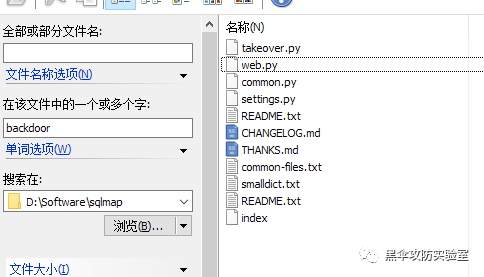 全部或部分文件名:
文件名称选项(N)
在该文件中的一个或多个字:
backdoor
单词选项(W)
搜索在:
D:\Software\sqlmap
浏览(B)...
文件大小(I)
名称(N)
takeover.py
web.py
common.py
settings.py
README.txt
CHANGELOG.md
THANKS.md
common-files.txt
smalldict.txt
README.txt
index
黑伞攻防实验室